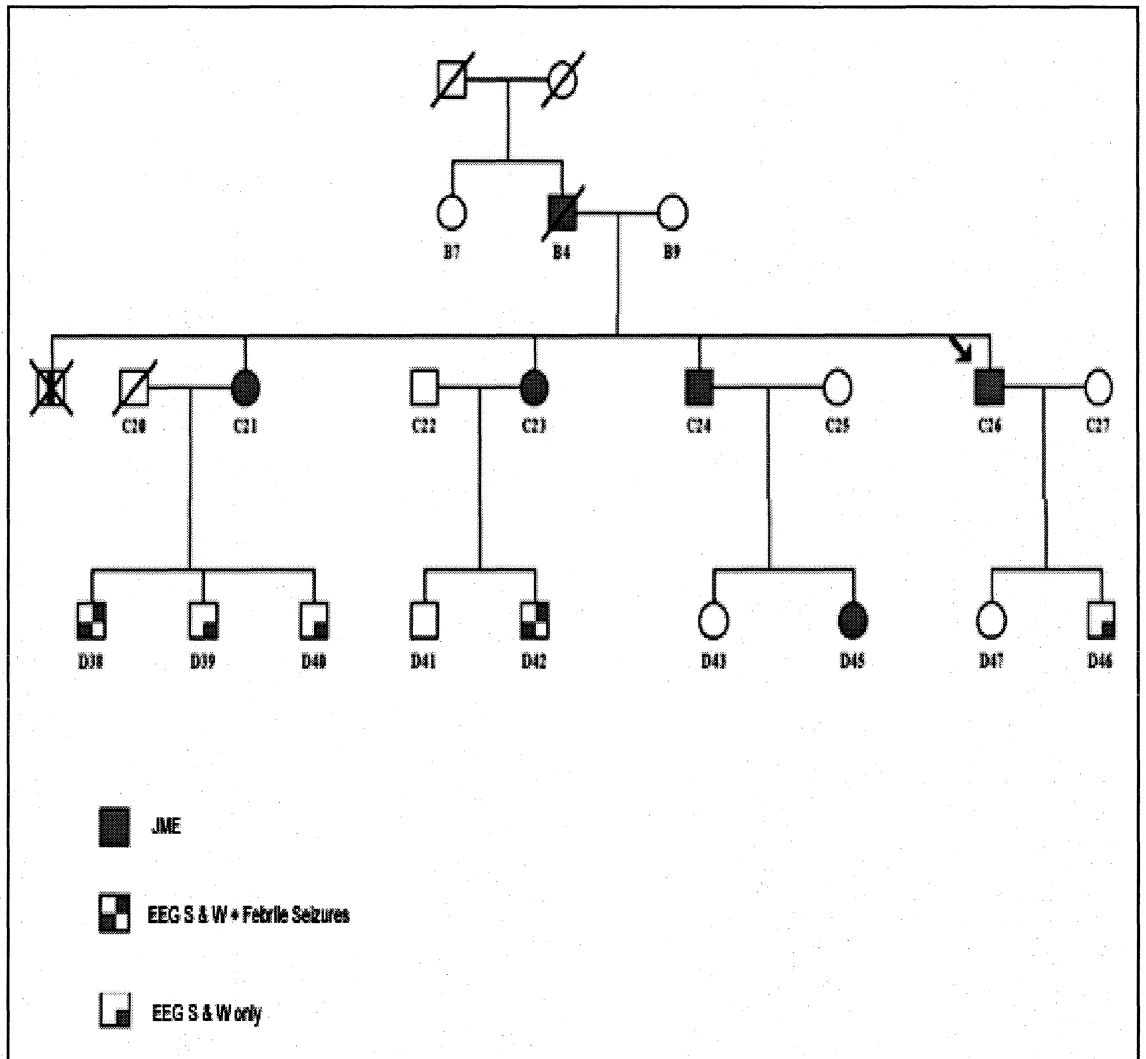 B7 B4 B9
C20 C21 C22 C23 C24 C25 C26 C27
D38 D39 D40 D41 D42 D43 D45 D47 D46
JME
EEG S & W + Febrile Seizures
EEG S & W only